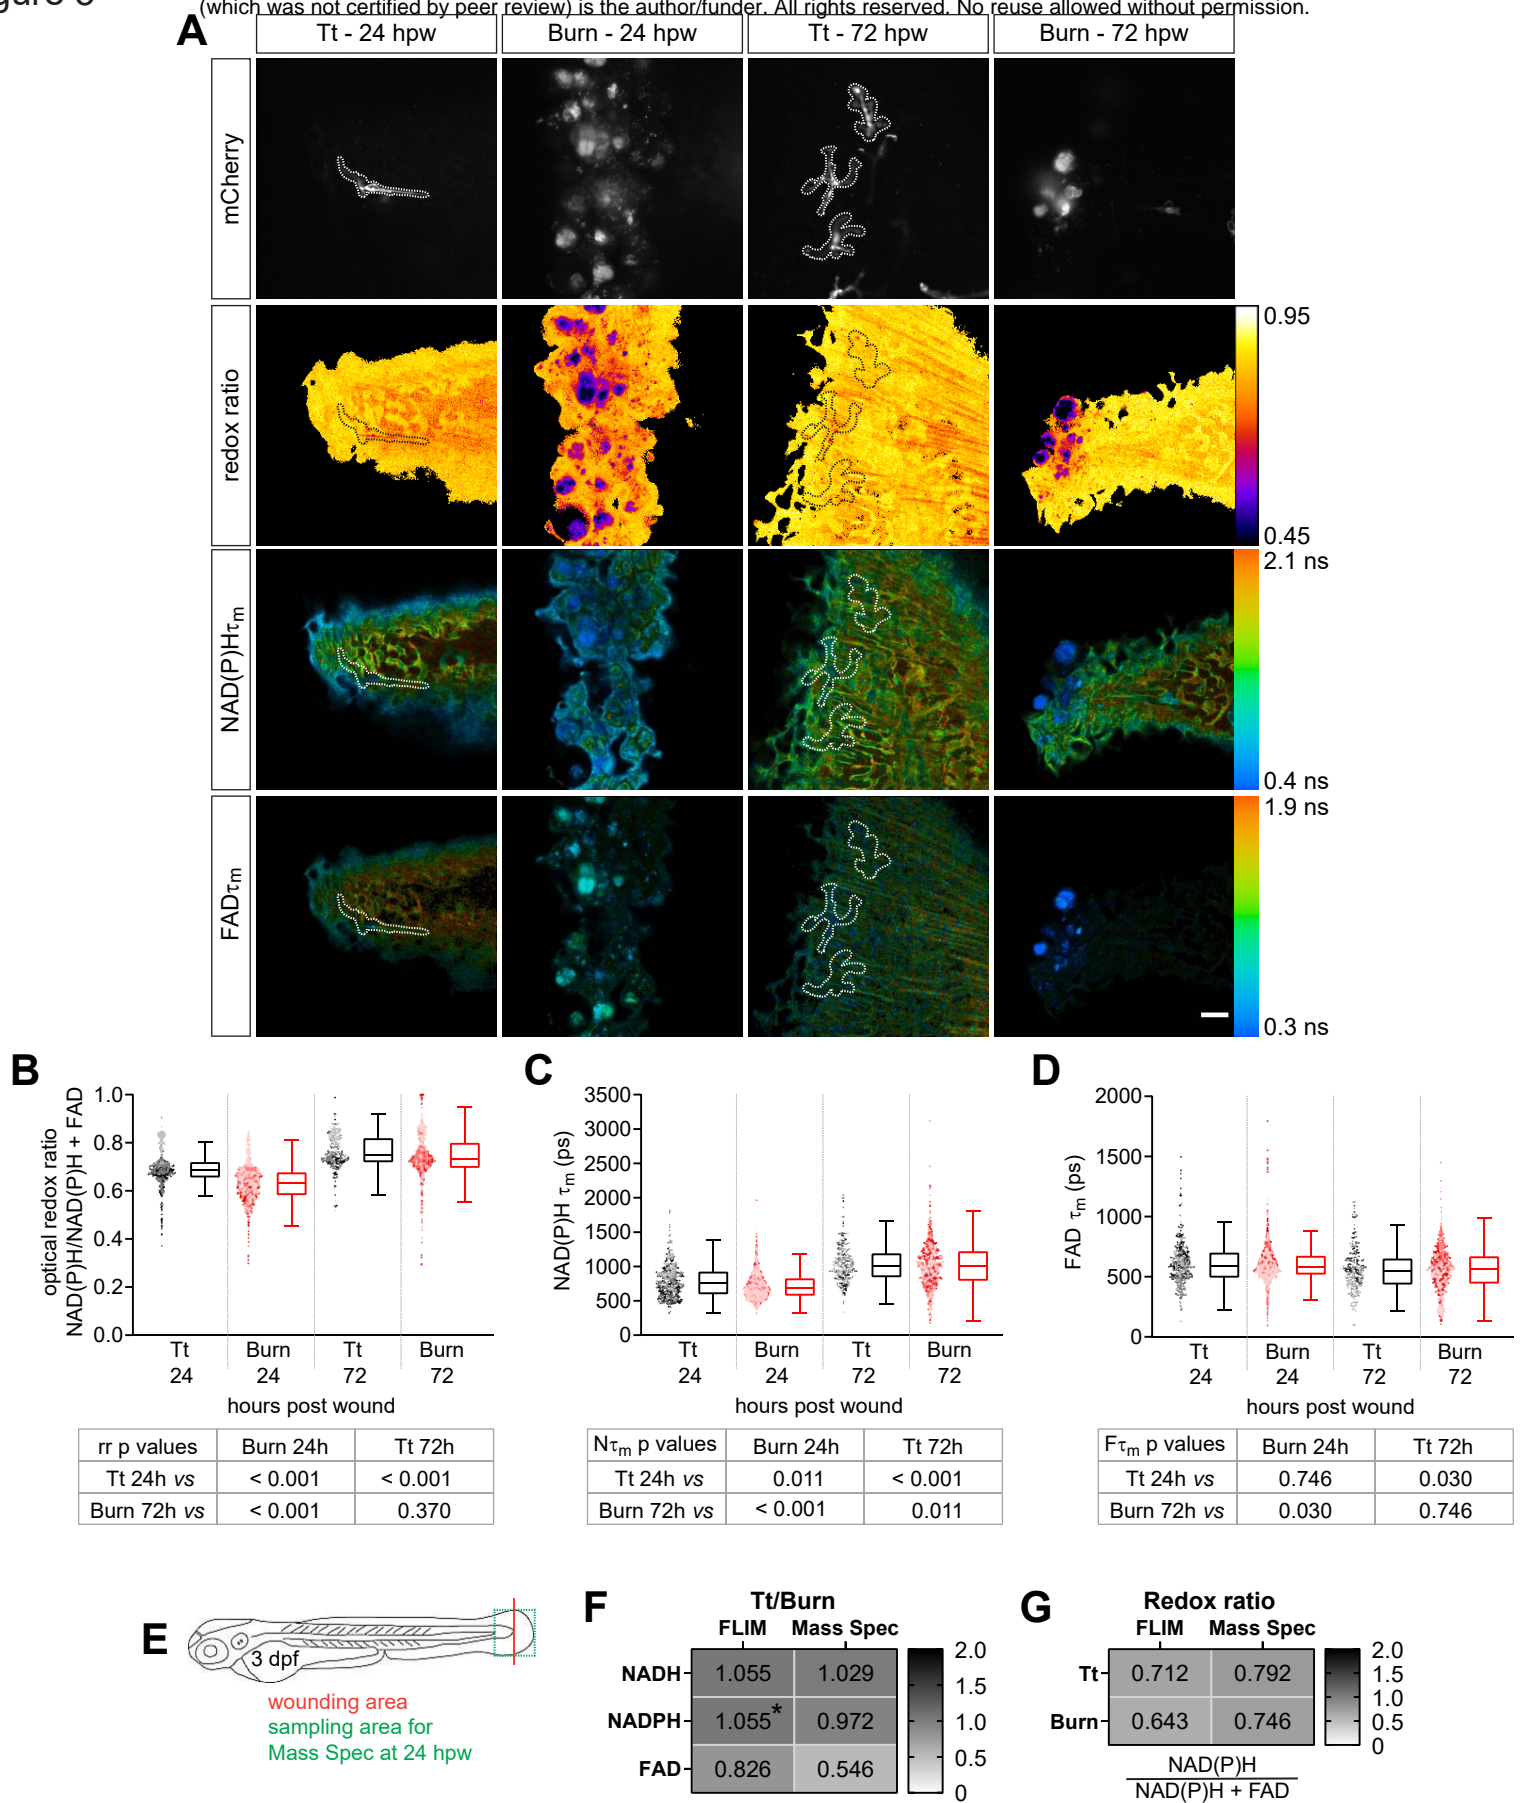 (which was not certified by peer review) is the author/funder. All rights reserved. No reuse allowed without permission.
A
Tt - 24 hpw
Burn - 24 hpw
Tt - 72 hpw
Burn - 72 hpw
mCherry
redox ratio
0.95
0.45
NAD(P)Hτm
2.1 ns
0.4 ns
FADτm
1.9 ns
0.3 ns
B
optical redox ratio
NAD(P)H/NAD(P)H + FAD
1.0
0.8
0.6
0.4
0.2
0.0
Tt Burn Tt Burn
24 24 72 72
hours post wound
rr p values Burn 24h Tt 72h
Tt 24h vs < 0.001 < 0.001
Burn 72h vs < 0.001 0.370
C
NAD(P)H τm (ps)
3500
3000
2500
2000
1500
1000
500
0
Tt Burn Tt Burn
24 24 72 72
hours post wound
Nτm p values Burn 24h Tt 72h
Tt 24h vs 0.011 < 0.001
Burn 72h vs < 0.001 0.011
D
FAD τm (ps)
2000
1500
1000
500
0
Tt Burn Tt Burn
24 24 72 72
hours post wound
Fτm p values Burn 24h Tt 72h
Tt 24h vs 0.746 0.030
Burn 72h vs 0.030 0.746
E
3 dpf
wounding area
sampling area for
Mass Spec at 24 hpw
F
Tt/Burn
FLIM Mass Spec
NADH 1.055 1.029
NADPH 1.055* 0.972
FAD 0.826 0.546
2.0
1.5
1.0
0.5
0
G
Redox ratio
FLIM Mass Spec
Tt 0.712 0.792
Burn 0.643 0.746
2.0
1.5
1.0
0.5
0
NAD(P)H
NAD(P)H + FAD